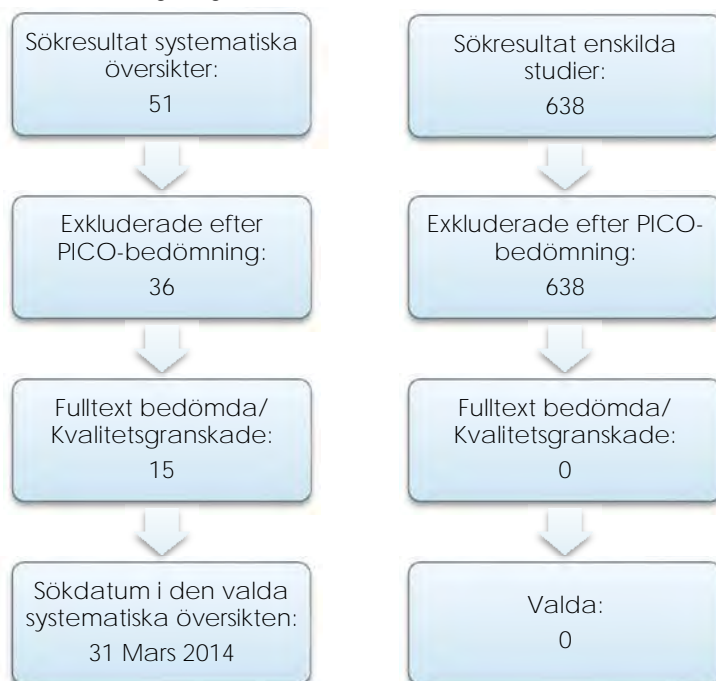 Sökresultat systematiska
översikter:
51
Exkluderade efter
PICO-bedömning:
36
Fulltext bedömda/
Kvalitetsgranskade:
15
Sökdatum i den valda
systematiska översikten:
31 Mars 2014
Sökresultat enskilda
studier:
638
Exkluderade efter PICO-
bedömning:
638
Fulltext bedömda/
Kvalitetsgranskade:
0
Valda:
0